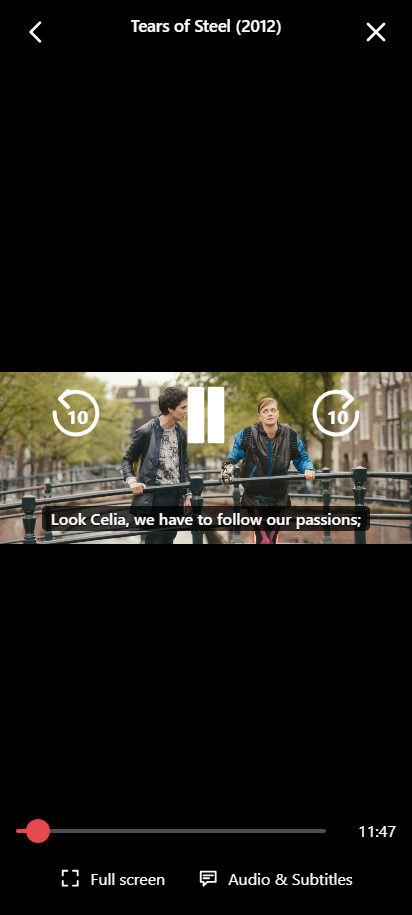 Tears of Steel (2012)
10
10
Look Celia, we have to follow our passions;
11:47
Full screen
Audio & Subtitles